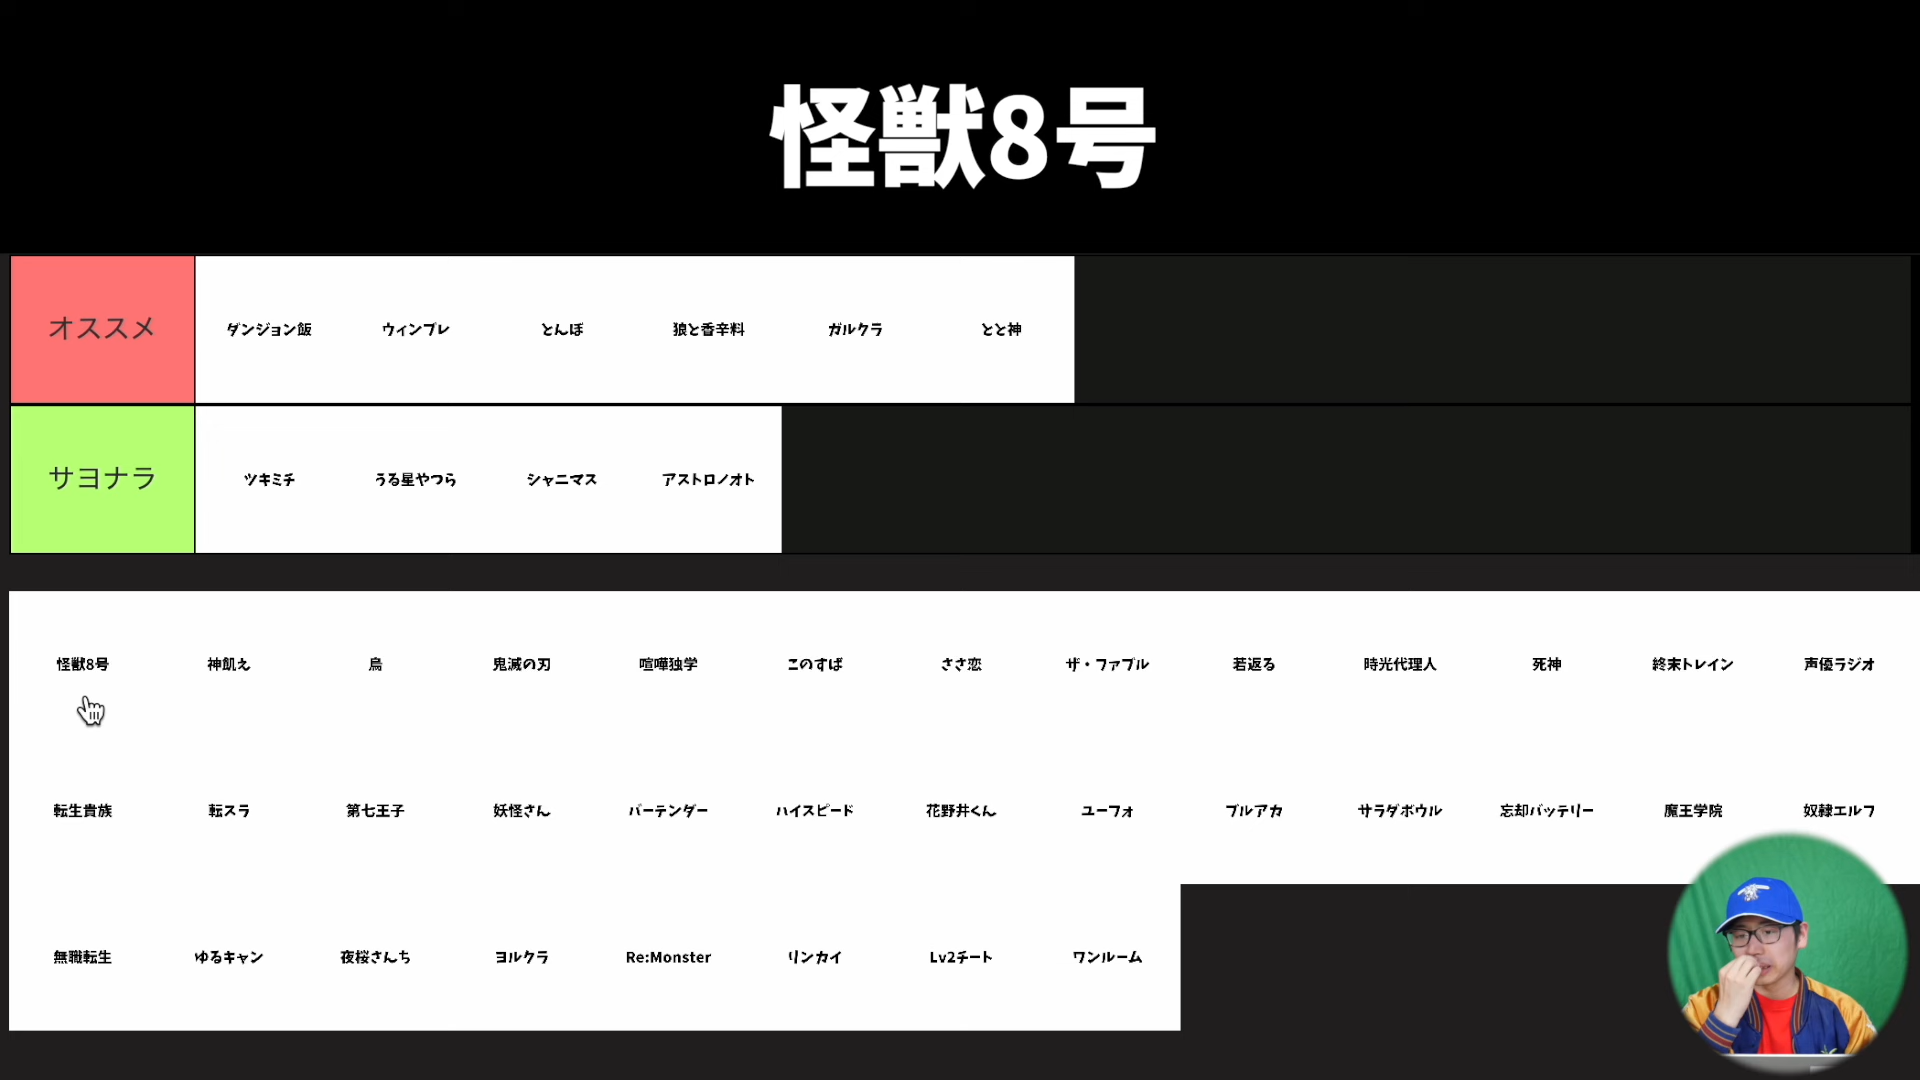 怪獣8号
オススメ
ダンジョン飯 ウィンブレ とんぼ 狼と香辛料 ガルクラ とと神
サヨナラ
ツキミチ うる星やつら シャニマス アストロノオト
怪獣8号 神飢え 烏 鬼滅の刃 喧嘩独学 このすば ささ恋 ザ・ファブル 若返る 時光代理人 死神 終末トレイン 声優ラジオ
転生貴族 転スラ 第七王子 妖怪さん バーテンダー ハイスピード 花野井くん ユーフォ ブルアカ サラダボウル 忘却バッテリー 魔王学院 奴隷エルフ
無職転生 ゆるキャン 夜桜さんち ヨルクラ Re:Monster リンカイ Lv2チート ワンルーム